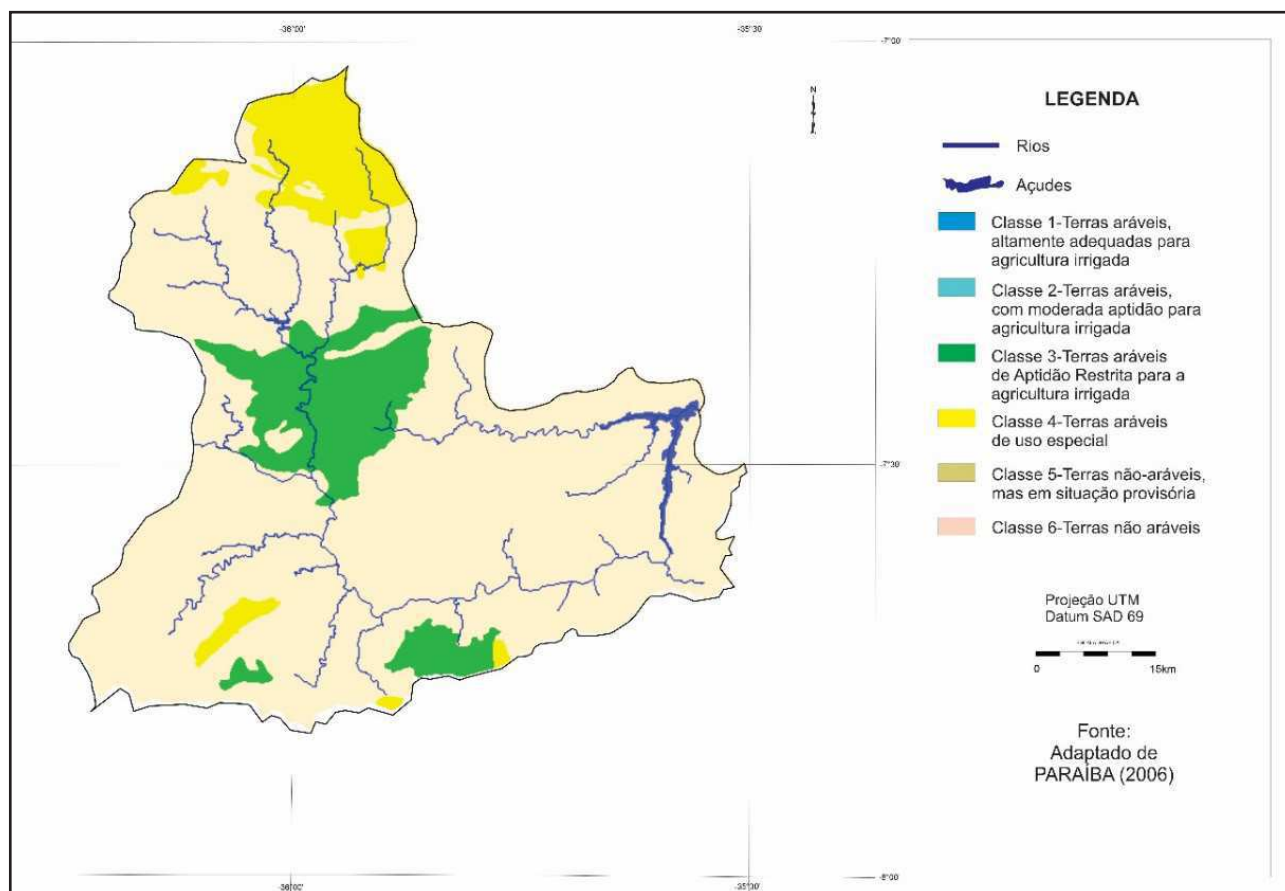 -36°00'
-35°30'
-7°00'
N
LEGENDA
Rios
Açudes
Classe 1-Terras aráveis,
altamente adequadas para
agricultura irrigada
Classe 2-Terras aráveis,
com moderada aptidão para
agricultura irrigada
Classe 3-Terras aráveis
de Aptidão Restrita para a
agricultura irrigada
Classe 4-Terras aráveis
de uso especial
-7°30'
Classe 5-Terras não-aráveis,
mas em situação provisória
Classe 6-Terras não aráveis
Projeção UTM
Datum SAD 69
0 15km
Fonte:
Adaptado de
PARAÍBA (2006)
-36°00'
-35°30'
-8°00